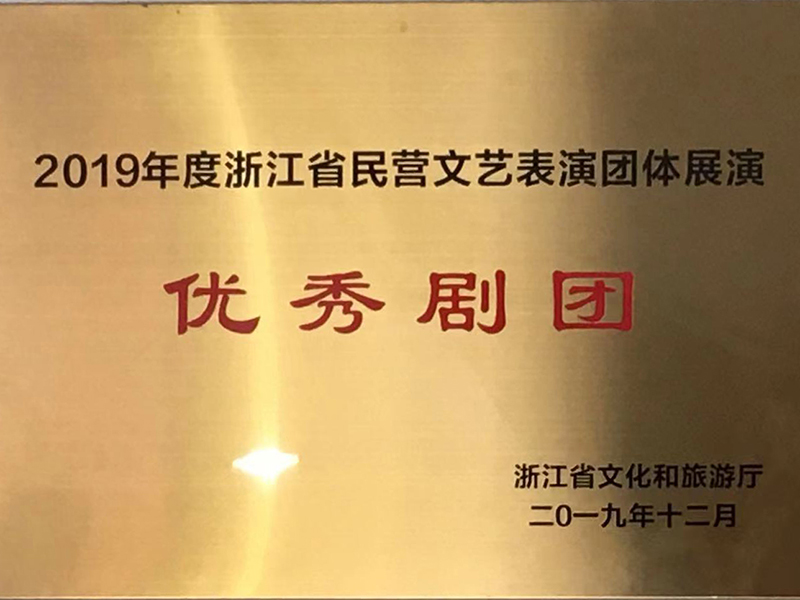 2019年度浙江省民营文艺表演团体展演
优秀剧团
浙江省文化和旅游厅
二0一九年十二月